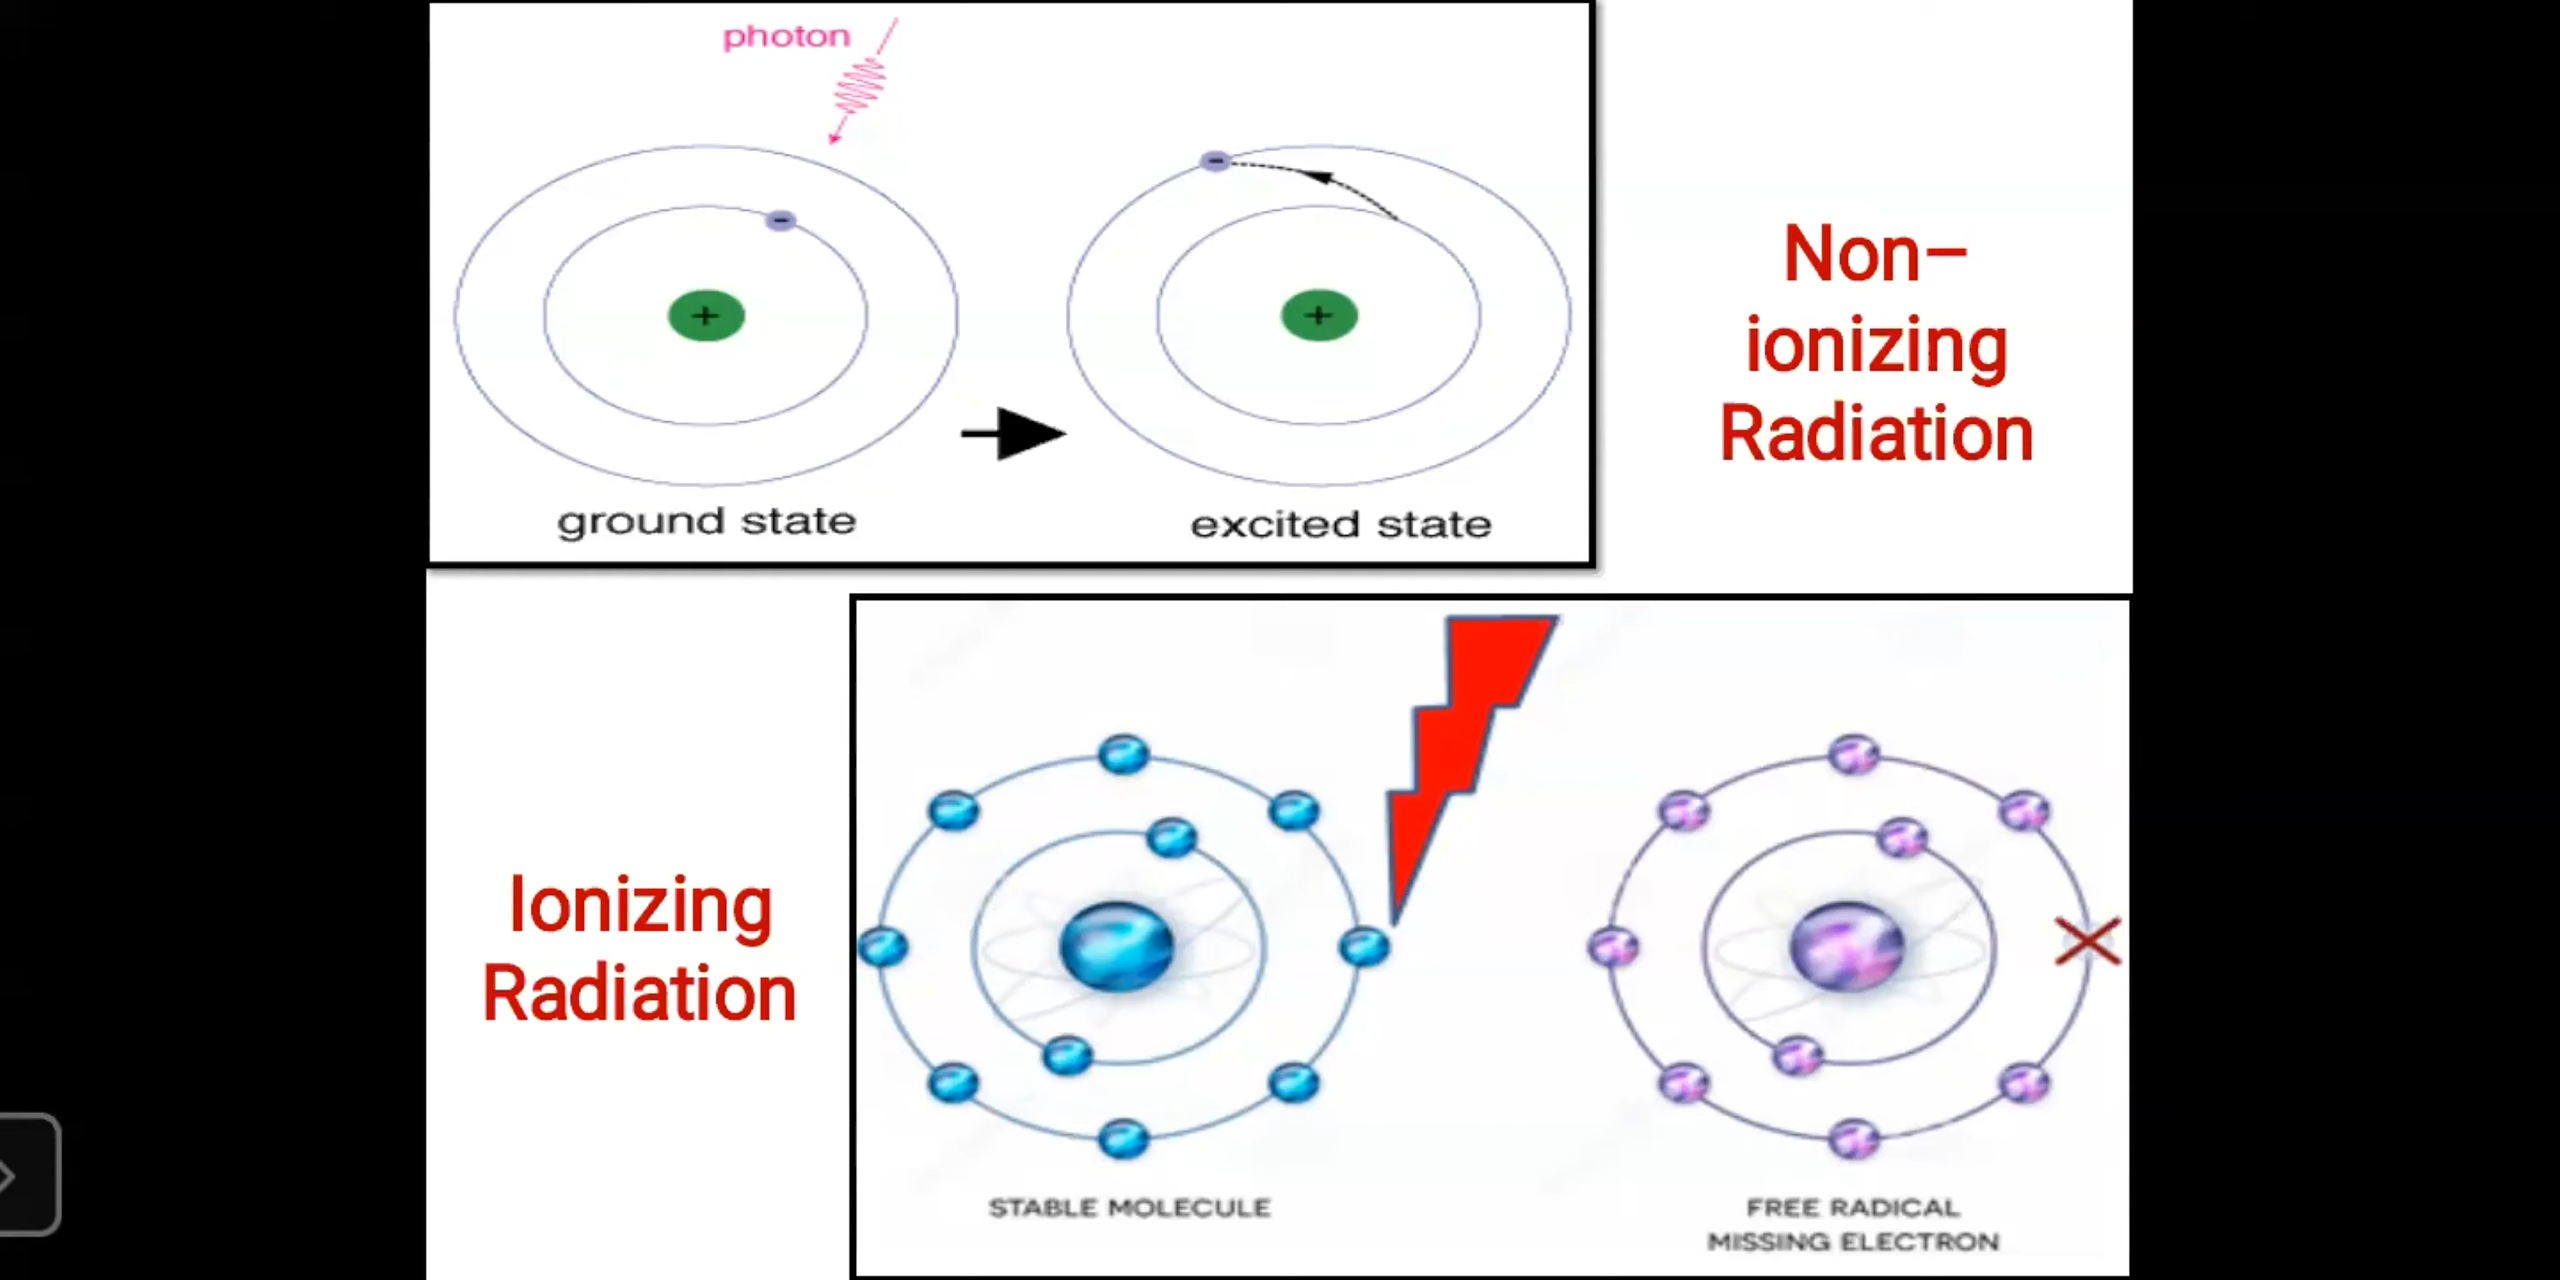 photon
ground state
excited state
Non-
ionizing
Radiation
Ionizing
Radiation
STABLE MOLECULE
FREE RADICAL
MISSING ELECTRON